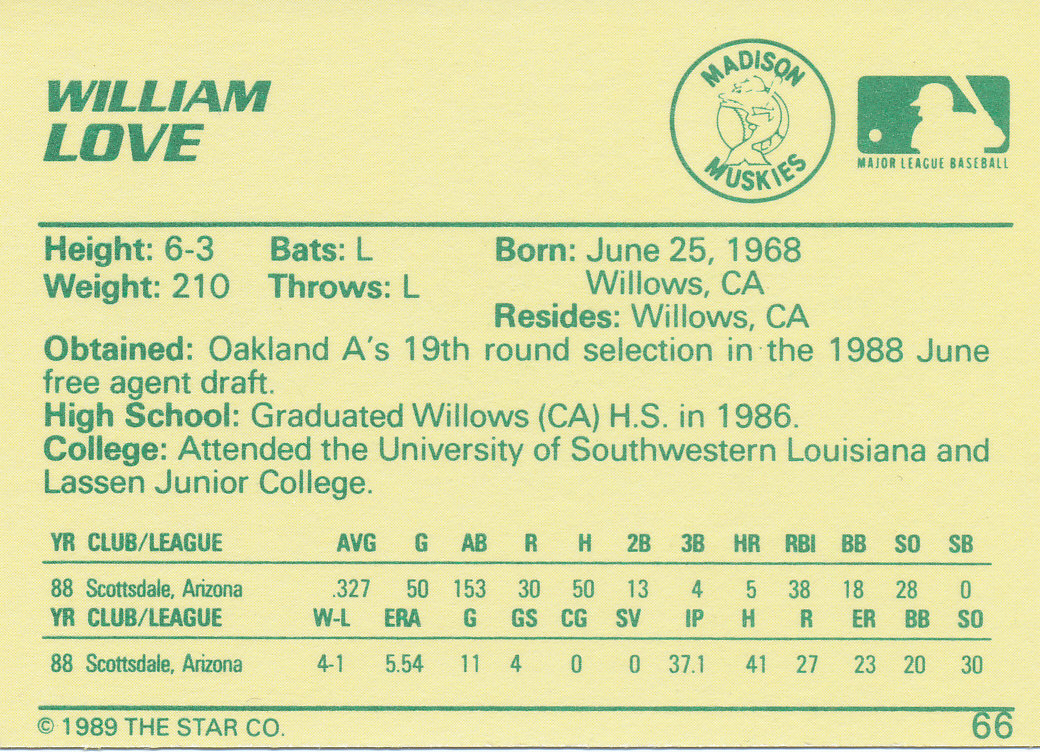 WILLIAM
LOVE
MADISON
MUSKIES
MAJOR LEAGUE BASEBALL
Height: 6-3 Bats: L Born: June 25, 1968
Weight: 210 Throws: L Willows, CA
Resides: Willows, CA
Obtained: Oakland A's 19th round selection in the 1988 June
free agent draft.
High School: Graduated Willows (CA) H.S. in 1986.
College: Attended the University of Southwestern Louisiana and
Lassen Junior College.
YR CLUB/LEAGUE AVG G AB R H 2B 3B HR RBI BB SO SB
88 Scottsdale, Arizona .327 50 153 30 50 13 4 5 38 18 28 0
YR CLUB/LEAGUE W-L ERA G GS CG SV IP H R ER BB SO
88 Scottsdale, Arizona 4-1 5.54 11 4 0 0 37.1 41 27 23 20 30
© 1989 THE STAR CO. 66